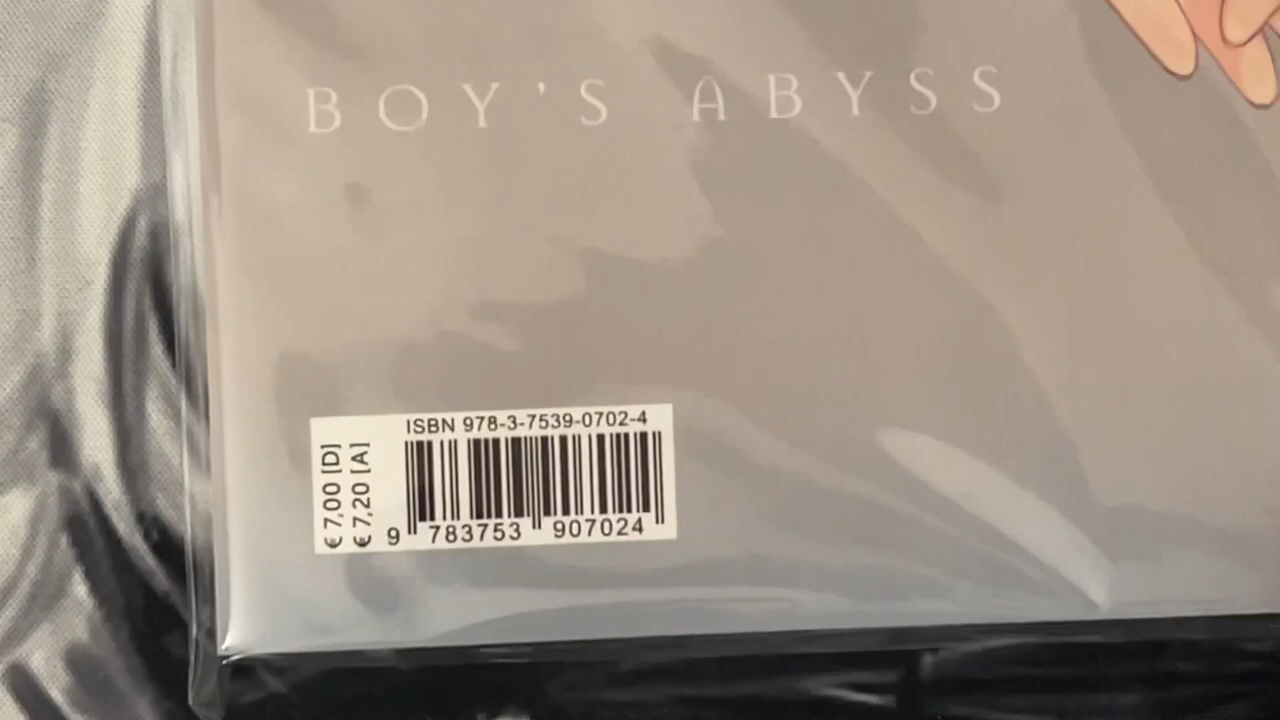 BOY'S ABYSS
ISBN 978-3-7539-0702-4
€ 7,00 [D]
€ 7,20 [A]
9 783753 907024